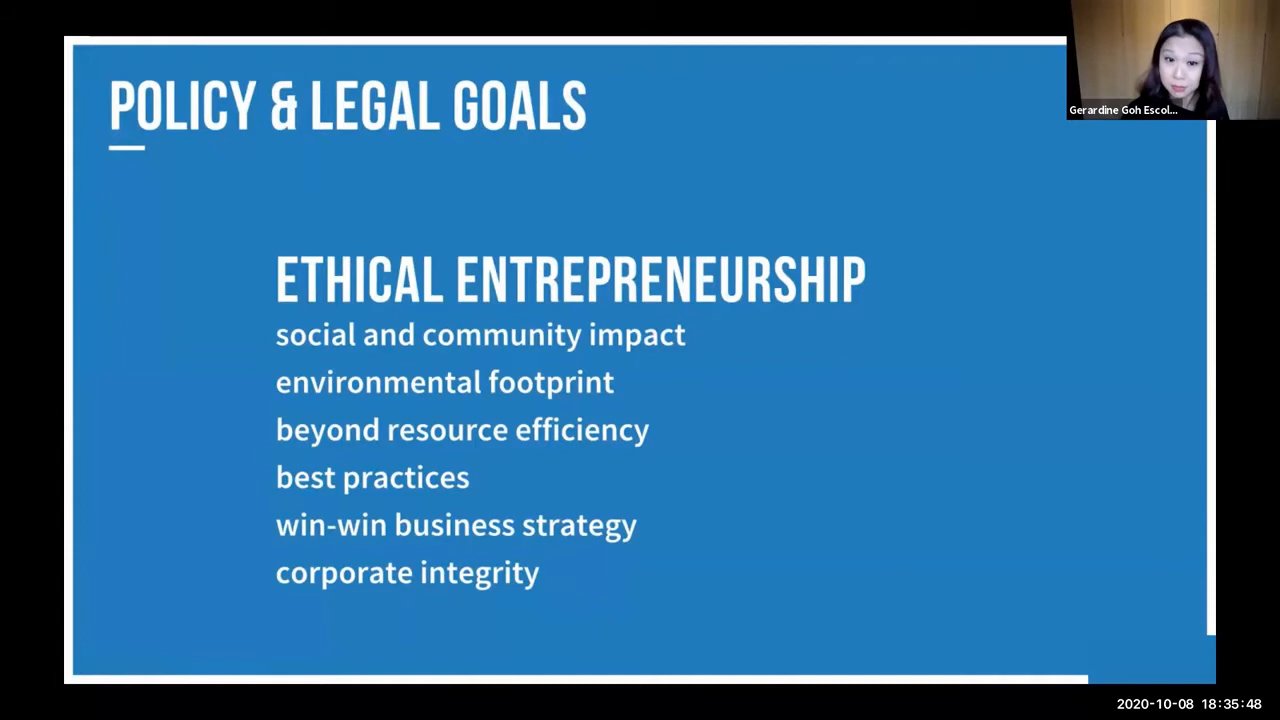 POLICY & LEGAL GOALS
Gerardine Goh Escol...
ETHICAL ENTREPRENEURSHIP
social and community impact
environmental footprint
beyond resource efficiency
best practices
win-win business strategy
corporate integrity
2020-10-08 18:35:48